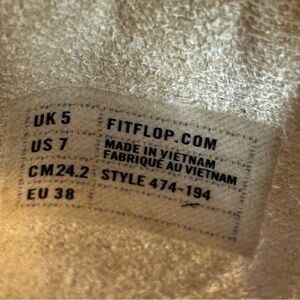 UK 5
US 7
CM 24.2
EU 38
FITFLOP.COM
MADE IN VIETNAM
FABRIQUÉ AU VIETNAM
STYLE 474-194